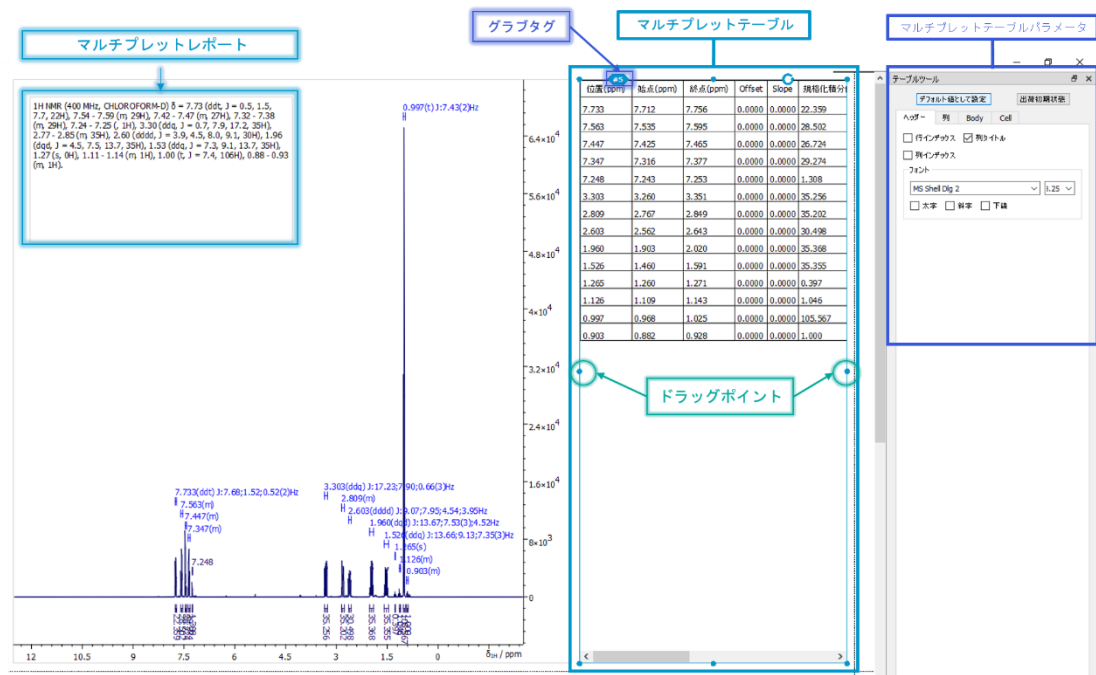 グラブタグ
マルチプレットテーブル
マルチプレットテーブルパラメータ
マルチプレットレポート
1H NMR (400 MHz, CHLOROFORM-D) δ = 7.73 (ddt, J = 0.5, 1.5,
7.7, 22H), 7.54 - 7.59 (m, 29H), 7.42 - 7.47 (m, 27H), 7.32 - 7.38
(m, 29H), 7.24 - 7.25 (, 1H), 3.30 (ddq, J = 0.7, 7.9, 17.2, 35H),
2.77 - 2.85 (m, 35H), 2.60 (dddd, J = 3.9, 4.5, 8.0, 9.1, 30H), 1.96
(dqd, J = 4.5, 7.5, 13.7, 35H), 1.53 (ddq, J = 7.3, 9.1, 13.7, 35H),
1.27 (s, 0H), 1.11 - 1.14 (m, 1H), 1.00 (t, J = 7.4, 106H), 0.88 - 0.93
(m, 1H).
0.997(t) J:7.43(2)Hz
6.4×10⁴
5.6×10⁴
4.8×10⁴
4×10⁴
3.2×10⁴
2.4×10⁴
1.6×10⁴
8×10³
0
7.733(ddt) J:7.68;1.52;0.52(2)Hz
7.563(m)
7.447(m)
7.347(m)
7.248
3.303(ddq) J:17.23;7.90;0.66(3)Hz
2.809(m)
2.603(dddd) J:9.07;7.95;4.54;3.95Hz
1.960(dqd) J:13.67;7.53(3);4.52Hz
1.526(ddq) J:13.66;9.13;7.35(3)Hz
1.265(s)
1.126(m)
0.903(m)
35.256
30.498
35.368
35.355
12 10.5 9 7.5 6 4.5 3 1.5 0 δ1H / ppm
#5
位置(ppm) 始点(ppm) 終点(ppm) Offset Slope 規格化積分
7.733 7.712 7.756 0.0000 0.0000 22.359
7.563 7.535 7.595 0.0000 0.0000 28.502
7.447 7.425 7.465 0.0000 0.0000 26.724
7.347 7.316 7.377 0.0000 0.0000 29.274
7.248 7.243 7.253 0.0000 0.0000 1.308
3.303 3.260 3.351 0.0000 0.0000 35.256
2.809 2.767 2.849 0.0000 0.0000 35.202
2.603 2.562 2.643 0.0000 0.0000 30.498
1.960 1.903 2.020 0.0000 0.0000 35.368
1.526 1.460 1.591 0.0000 0.0000 35.355
1.265 1.260 1.271 0.0000 0.0000 0.397
1.126 1.109 1.143 0.0000 0.0000 1.046
0.997 0.968 1.025 0.0000 0.0000 105.567
0.903 0.882 0.928 0.0000 0.0000 1.000
ドラッグポイント
テーブルツール
デフォルト値として設定 出荷初期状態
ヘッダー 列 Body Cell
行インデックス 列タイトル
列インデックス
フォント
MS Shell Dlg 2 8.25
太字 斜字 下線